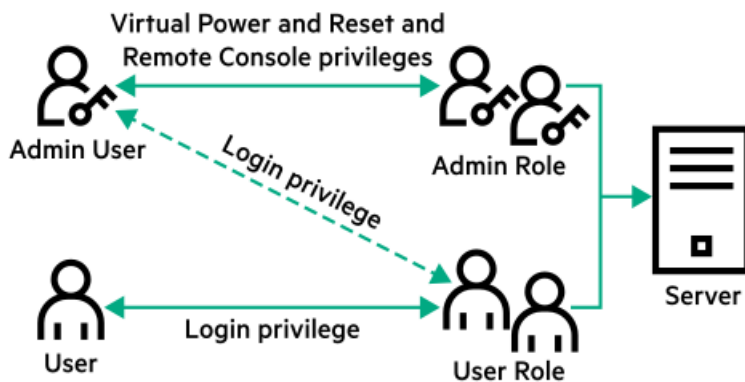 Virtual Power and Reset and
Remote Console privileges
Admin User
Admin Role
Login privilege
Server
Login privilege
User
User Role